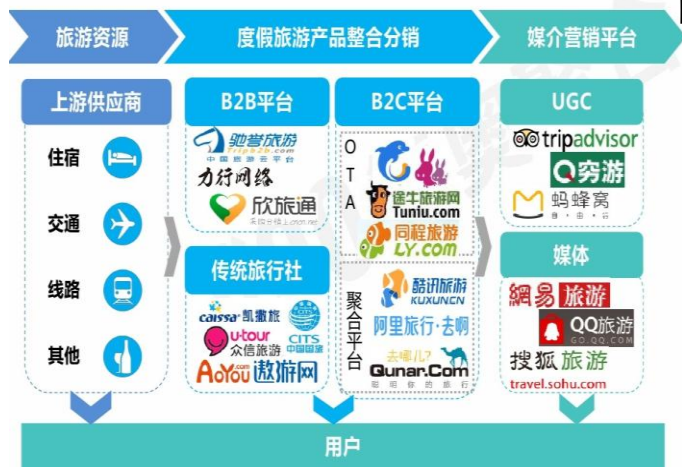 旅游资源
度假旅游产品整合分销
媒介营销平台
上游供应商
住宿
交通
线路
其他
B2B平台
驰誉旅游
Tripb2b.com
中国旅游云平台
力行网络
欣旅通
传统旅行社
caissa 凯撒旅
u-tour
众信旅游
CITS
中国国旅
AoYou.com 遨游网
B2C平台
OTA
途牛旅游网
Tuniu.com
同程旅游
LY.com
聚合平台
酷讯旅游
KUXUN.CN
阿里旅行·去啊
去哪儿?
Qunar.Com
聪明你的旅行
UGC
tripadvisor
穷游
蚂蜂窝
自·由·行
媒体
網易 旅游
QQ旅游
GO.QQ.COM
搜狐旅游
travel.sohu.com
用户